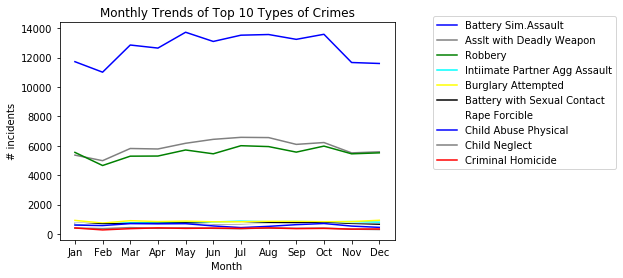 Monthly Trends of Top 10 Types of Crimes
14000
12000
10000
8000
6000
4000
2000
0
# incidents
Jan Feb Mar Apr May Jun Jul Aug Sep Oct Nov Dec
Month
Battery Sim.Assault
Asslt with Deadly Weapon
Robbery
Intiimate Partner Agg Assault
Burglary Attempted
Battery with Sexual Contact
Rape Forcible
Child Abuse Physical
Child Neglect
Criminal Homicide